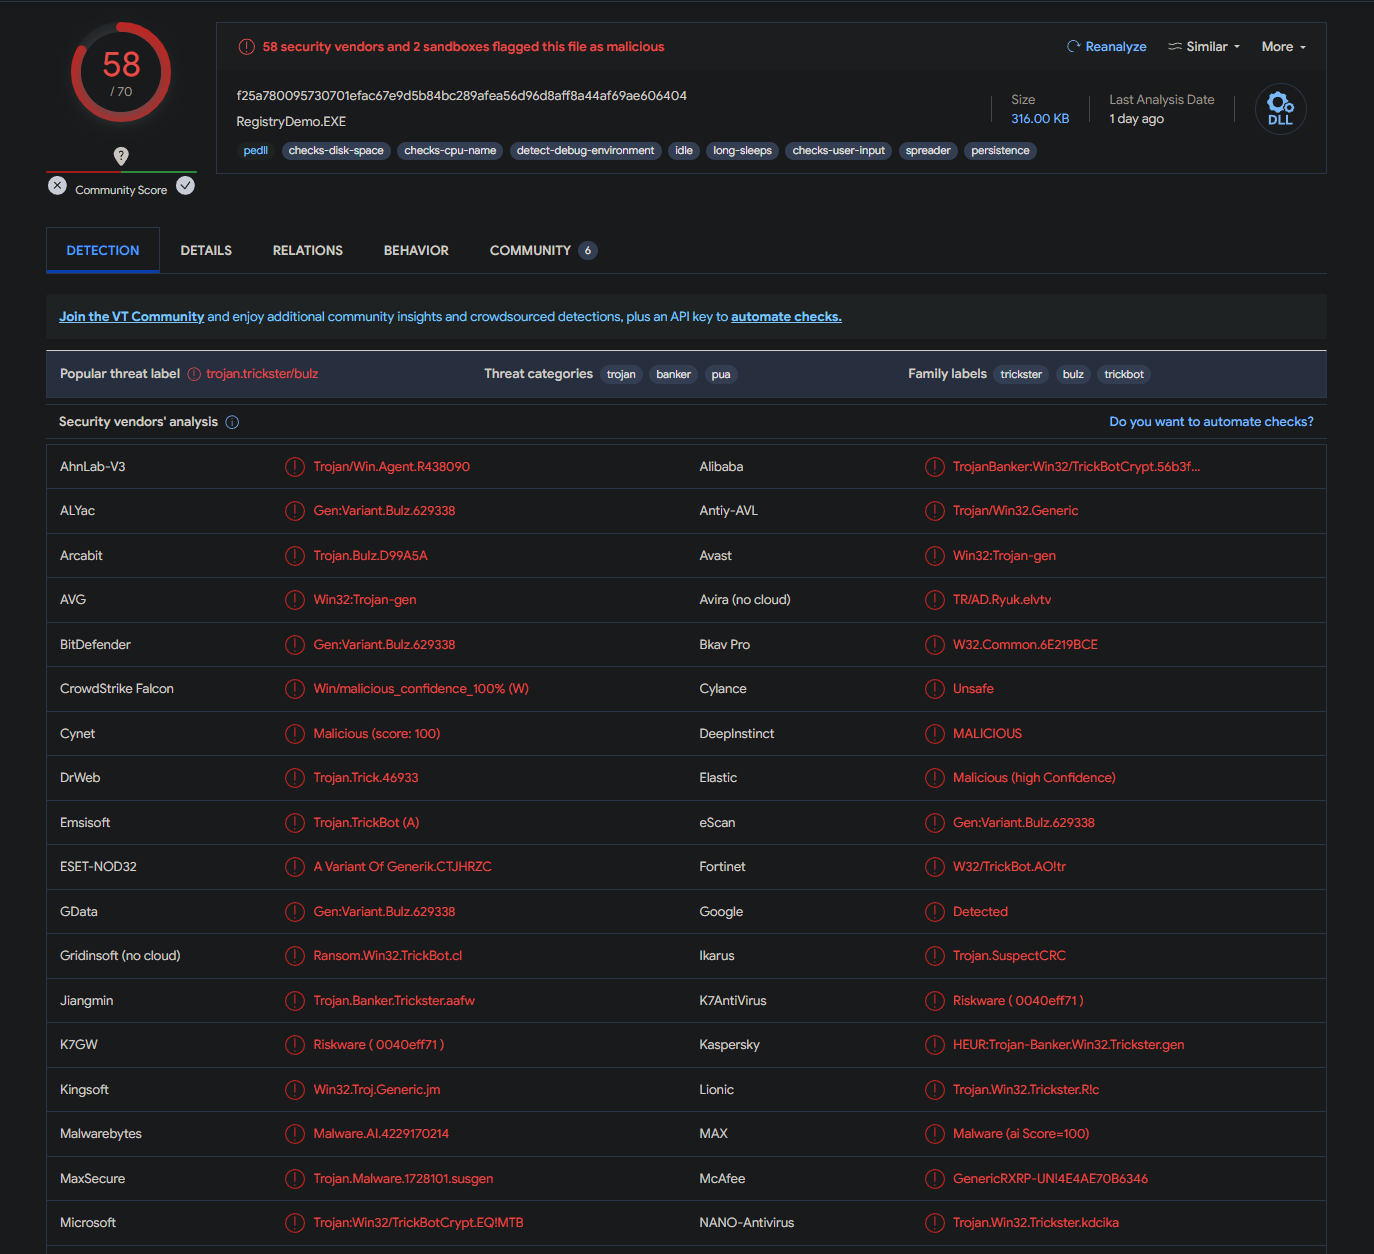 58
/ 70
Community Score
58 security vendors and 2 sandboxes flagged this file as malicious
Reanalyze
Similar
More
f25a780095730701efac67e9d5b84bc289afea56d96d8aff8a44af69ae606404
RegistryDemo.EXE
Size
316.00 KB
Last Analysis Date
1 day ago
DLL
pedll checks-disk-space checks-cpu-name detect-debug-environment idle long-sleeps checks-user-input spreader persistence
DETECTION DETAILS RELATIONS BEHAVIOR COMMUNITY 6
Join the VT Community and enjoy additional community insights and crowdsourced detections, plus an API key to automate checks.
Popular threat label trojan.trickster/bulz Threat categories trojan banker pua Family labels trickster bulz trickbot
Security vendors' analysis Do you want to automate checks?
AhnLab-V3 Trojan/Win.Agent.R438090 Alibaba TrojanBanker:Win32/TrickBotCrypt.56b3f...
ALYac Gen:Variant.Bulz.629338 Antiy-AVL Trojan/Win32.Generic
Arcabit Trojan.Bulz.D99A5A Avast Win32:Trojan-gen
AVG Win32:Trojan-gen Avira (no cloud) TR/AD.Ryuk.elvtv
BitDefender Gen:Variant.Bulz.629338 Bkav Pro W32.Common.6E219BCE
CrowdStrike Falcon Win/malicious_confidence_100% (W) Cylance Unsafe
Cynet Malicious (score: 100) DeepInstinct MALICIOUS
DrWeb Trojan.Trick.46933 Elastic Malicious (high Confidence)
Emsisoft Trojan.TrickBot (A) eScan Gen:Variant.Bulz.629338
ESET-NOD32 A Variant Of Generik.CTJHRZC Fortinet W32/TrickBot.AO!tr
GData Gen:Variant.Bulz.629338 Google Detected
Gridinsoft (no cloud) Ransom.Win32.TrickBot.cl Ikarus Trojan.SuspectCRC
Jiangmin Trojan.Banker.Trickster.aafw K7AntiVirus Riskware ( 0040eff71 )
K7GW Riskware ( 0040eff71 ) Kaspersky HEUR:Trojan-Banker.Win32.Trickster.gen
Kingsoft Win32.Troj.Generic.jm Lionic Trojan.Win32.Trickster.R!c
Malwarebytes Malware.AI.4229170214 MAX Malware (ai Score=100)
MaxSecure Trojan.Malware.1728101.susgen McAfee GenericRXRP-UN!4E4AE70B6346
Microsoft Trojan:Win32/TrickBotCrypt.EQ!MTB NANO-Antivirus Trojan.Win32.Trickster.kdcika